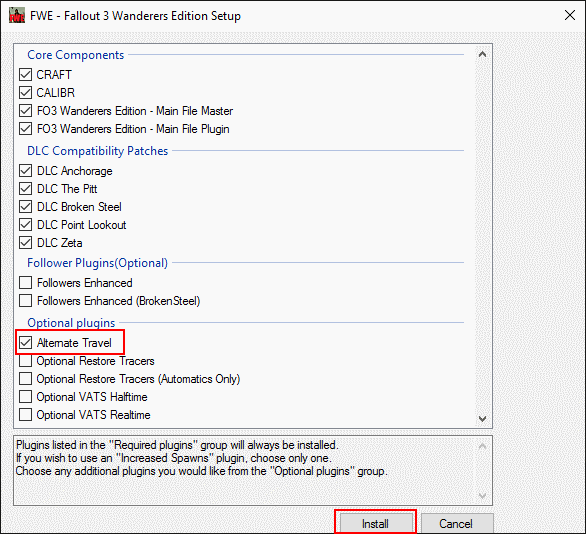 FWE - Fallout 3 Wanderers Edition Setup
Core Components
CRAFT
CALIBR
FO3 Wanderers Edition - Main File Master
FO3 Wanderers Edition - Main File Plugin
DLC Compatibility Patches
DLC Anchorage
DLC The Pitt
DLC Broken Steel
DLC Point Lookout
DLC Zeta
Follower Plugins(Optional)
Followers Enhanced
Followers Enhanced (BrokenSteel)
Optional plugins
Alternate Travel
Optional Restore Tracers
Optional Restore Tracers (Automatics Only)
Optional VATS Halftime
Optional VATS Realtime
Plugins listed in the "Required plugins" group will always be installed.
If you wish to use an "Increased Spawns" plugin, choose only one.
Choose any additional plugins you would like from the "Optional plugins" group.
Install
Cancel